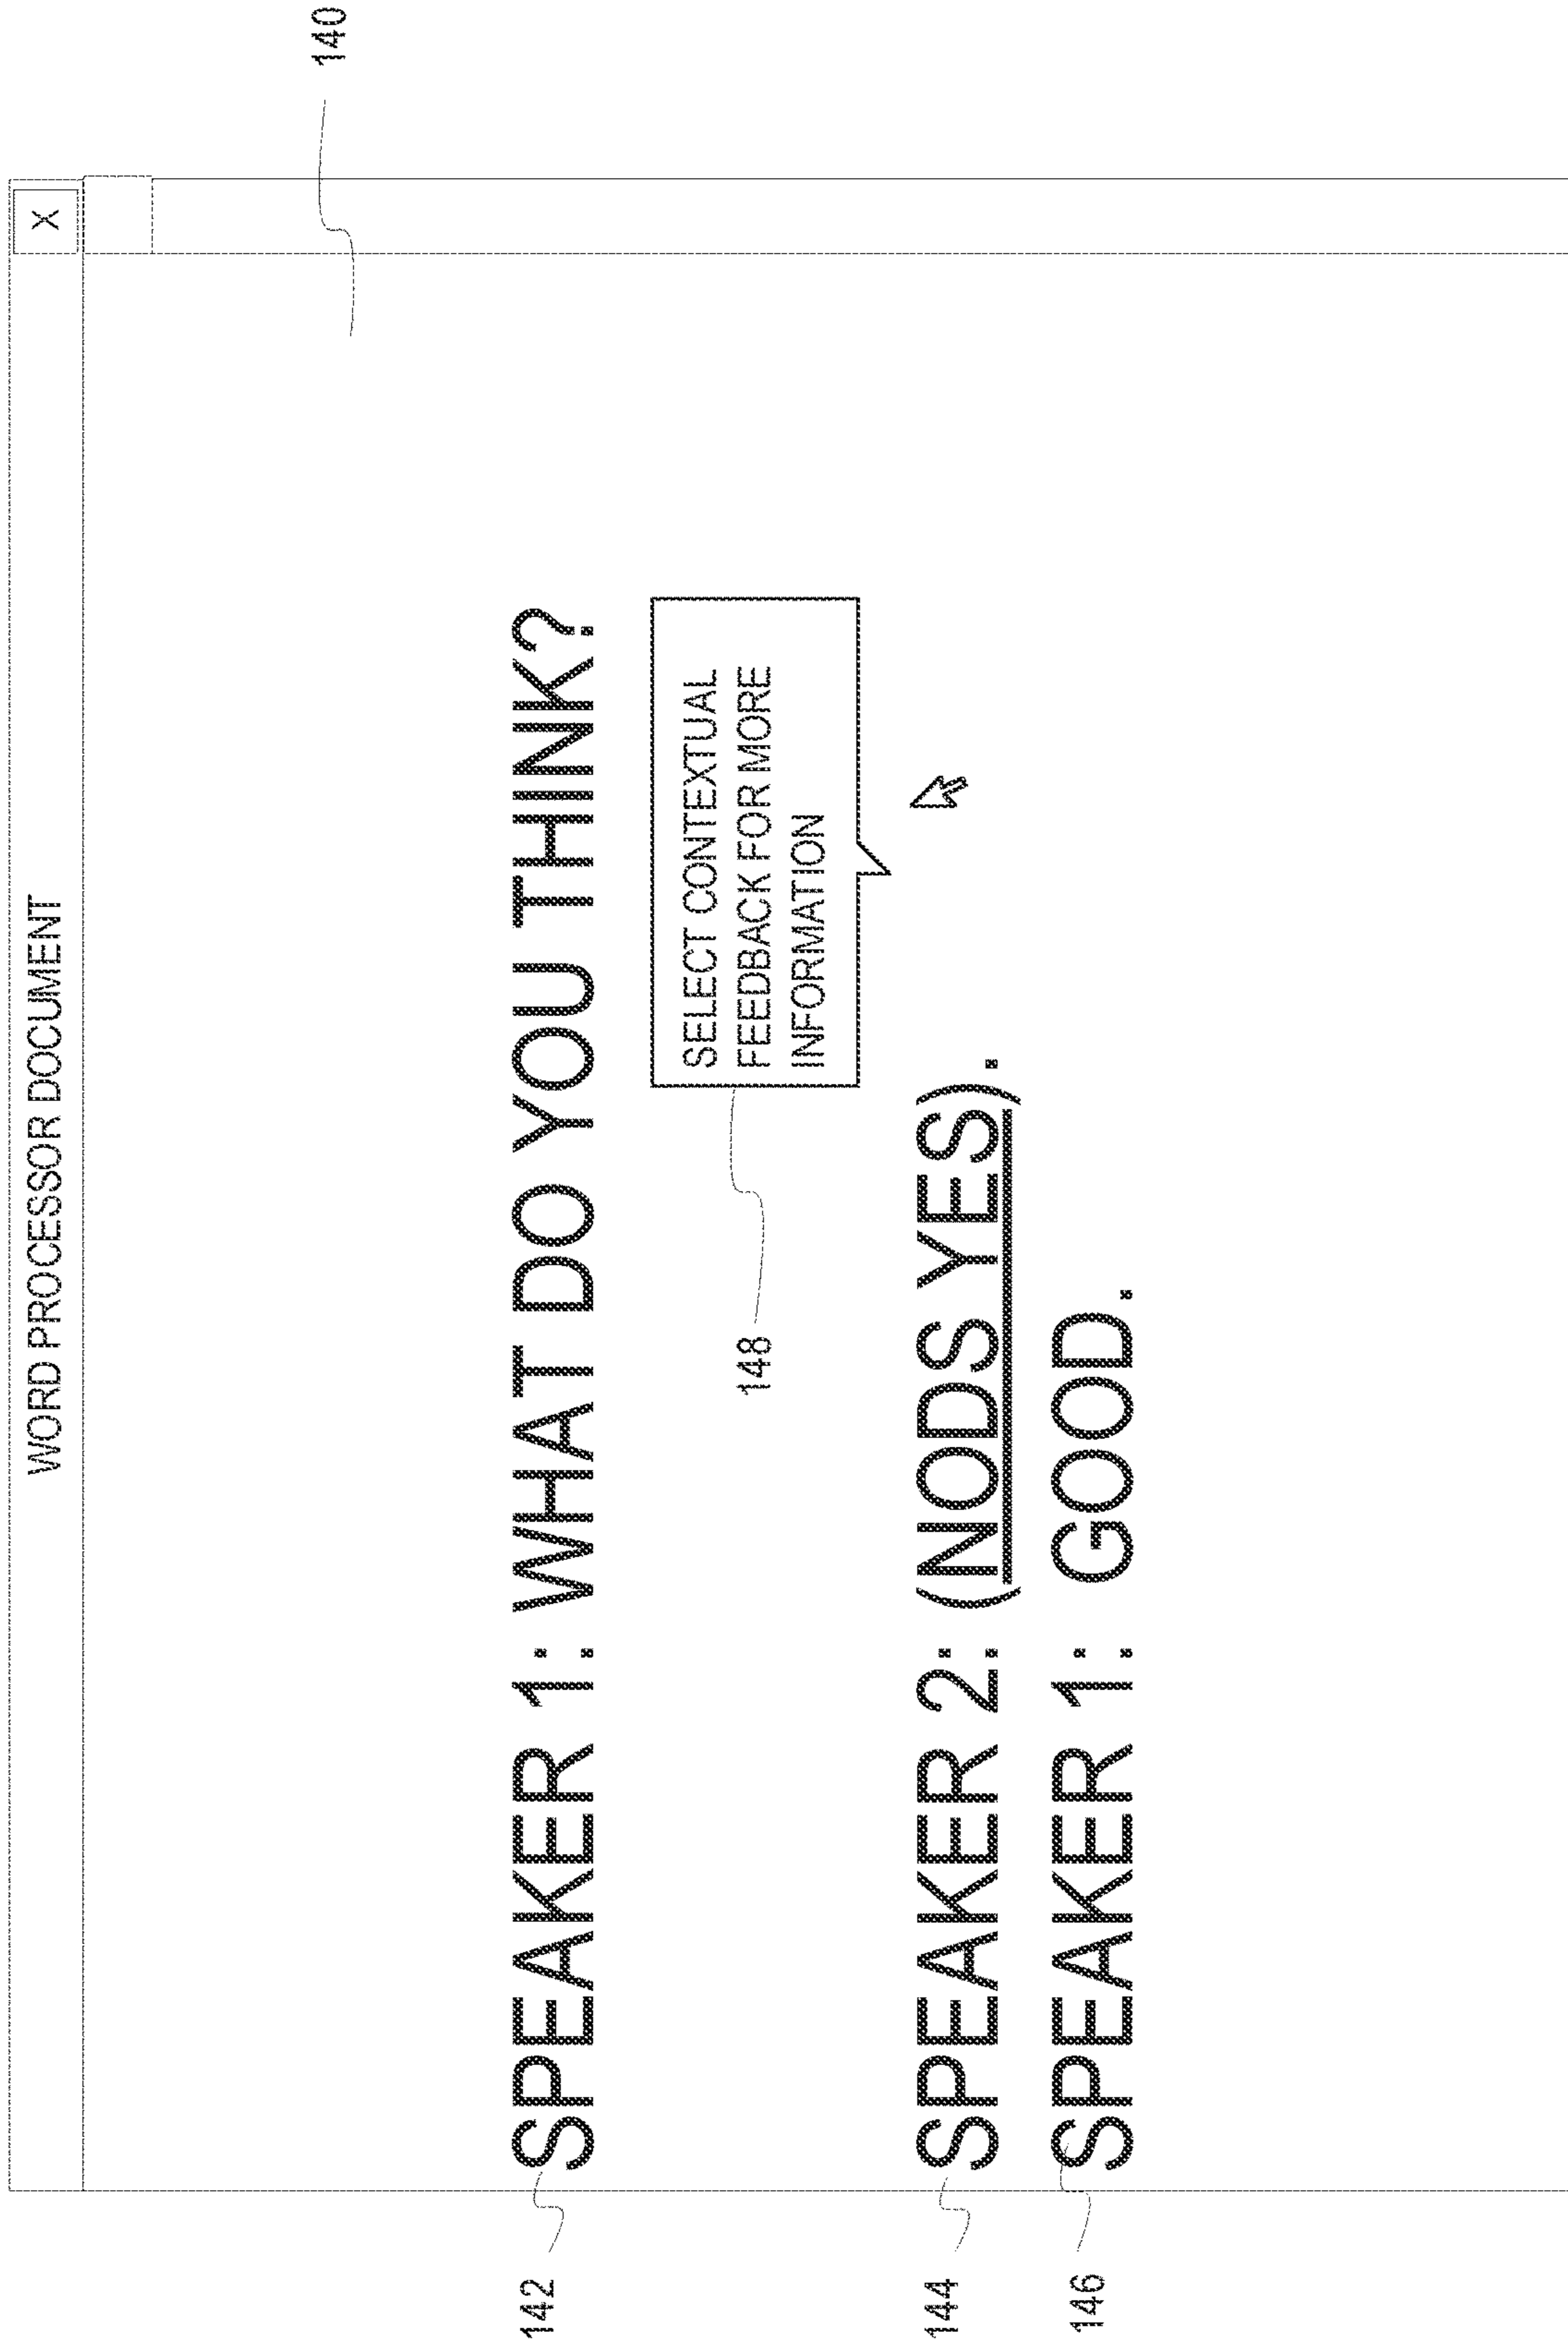 WORD PROCESSOR DOCUMENT
X
140
142
SPEAKER 1: WHAT DO YOU THINK?
148
SELECT CONTEXTUAL
FEEDBACK FOR MORE
INFORMATION
144
SPEAKER 2: (NODS YES).
146
SPEAKER 1: GOOD.